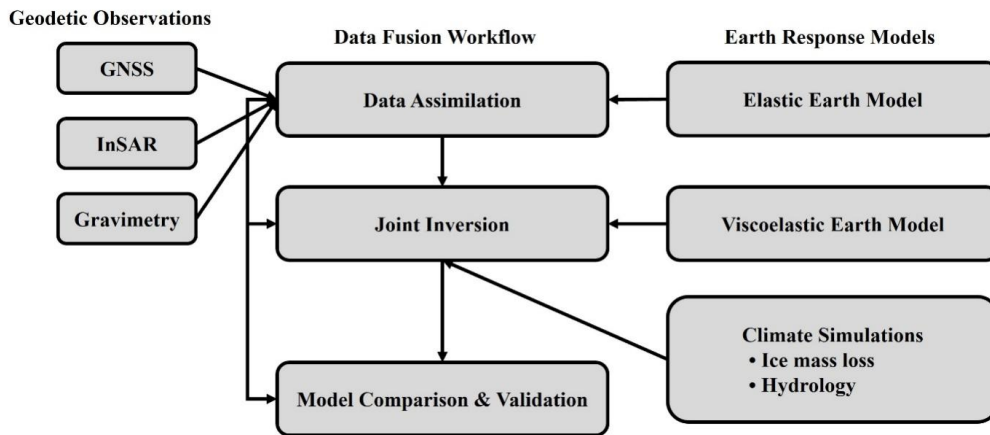 Geodetic Observations
GNSS
InSAR
Gravimetry
Data Fusion Workflow
Data Assimilation
Joint Inversion
Model Comparison & Validation
Earth Response Models
Elastic Earth Model
Viscoelastic Earth Model
Climate Simulations
• Ice mass loss
• Hydrology